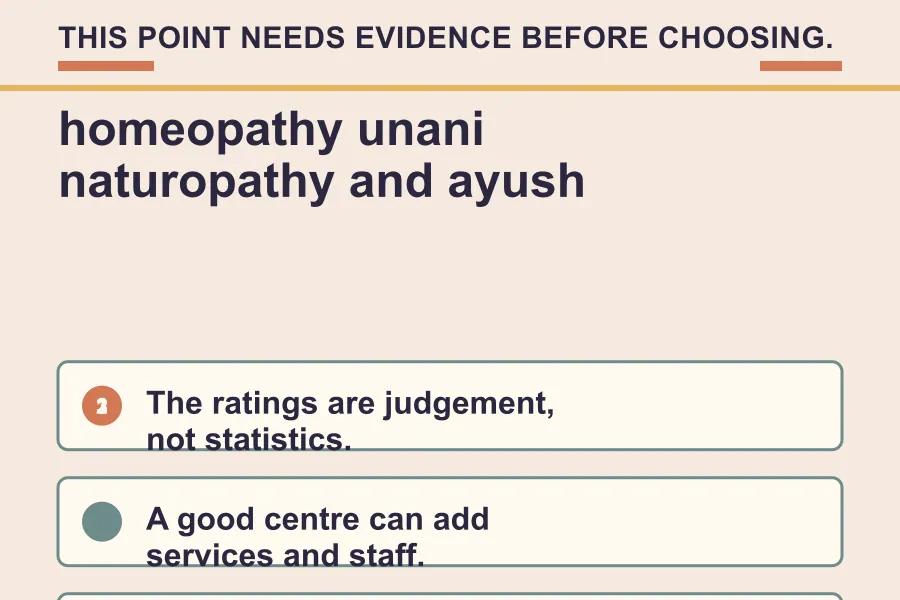 THIS POINT NEEDS EVIDENCE BEFORE CHOOSING.
homeopathy unani
naturopathy and ayush
The ratings are judgement,
not statistics.
A good centre can add
services and staff.